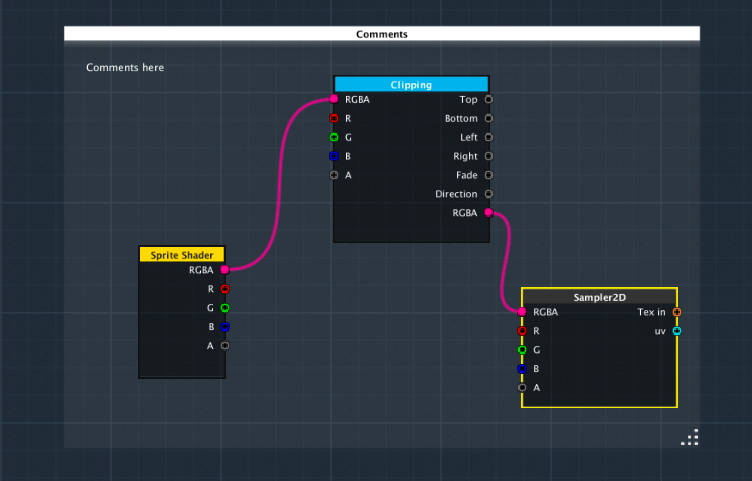 Comments
Comments here
Clipping
RGBA Top
R Bottom
G Left
B Right
A Fade
Direction
RGBA
Sprite Shader
RGBA
R
G
B
A
Sampler2D
RGBA Tex in
R uv
G
B
A